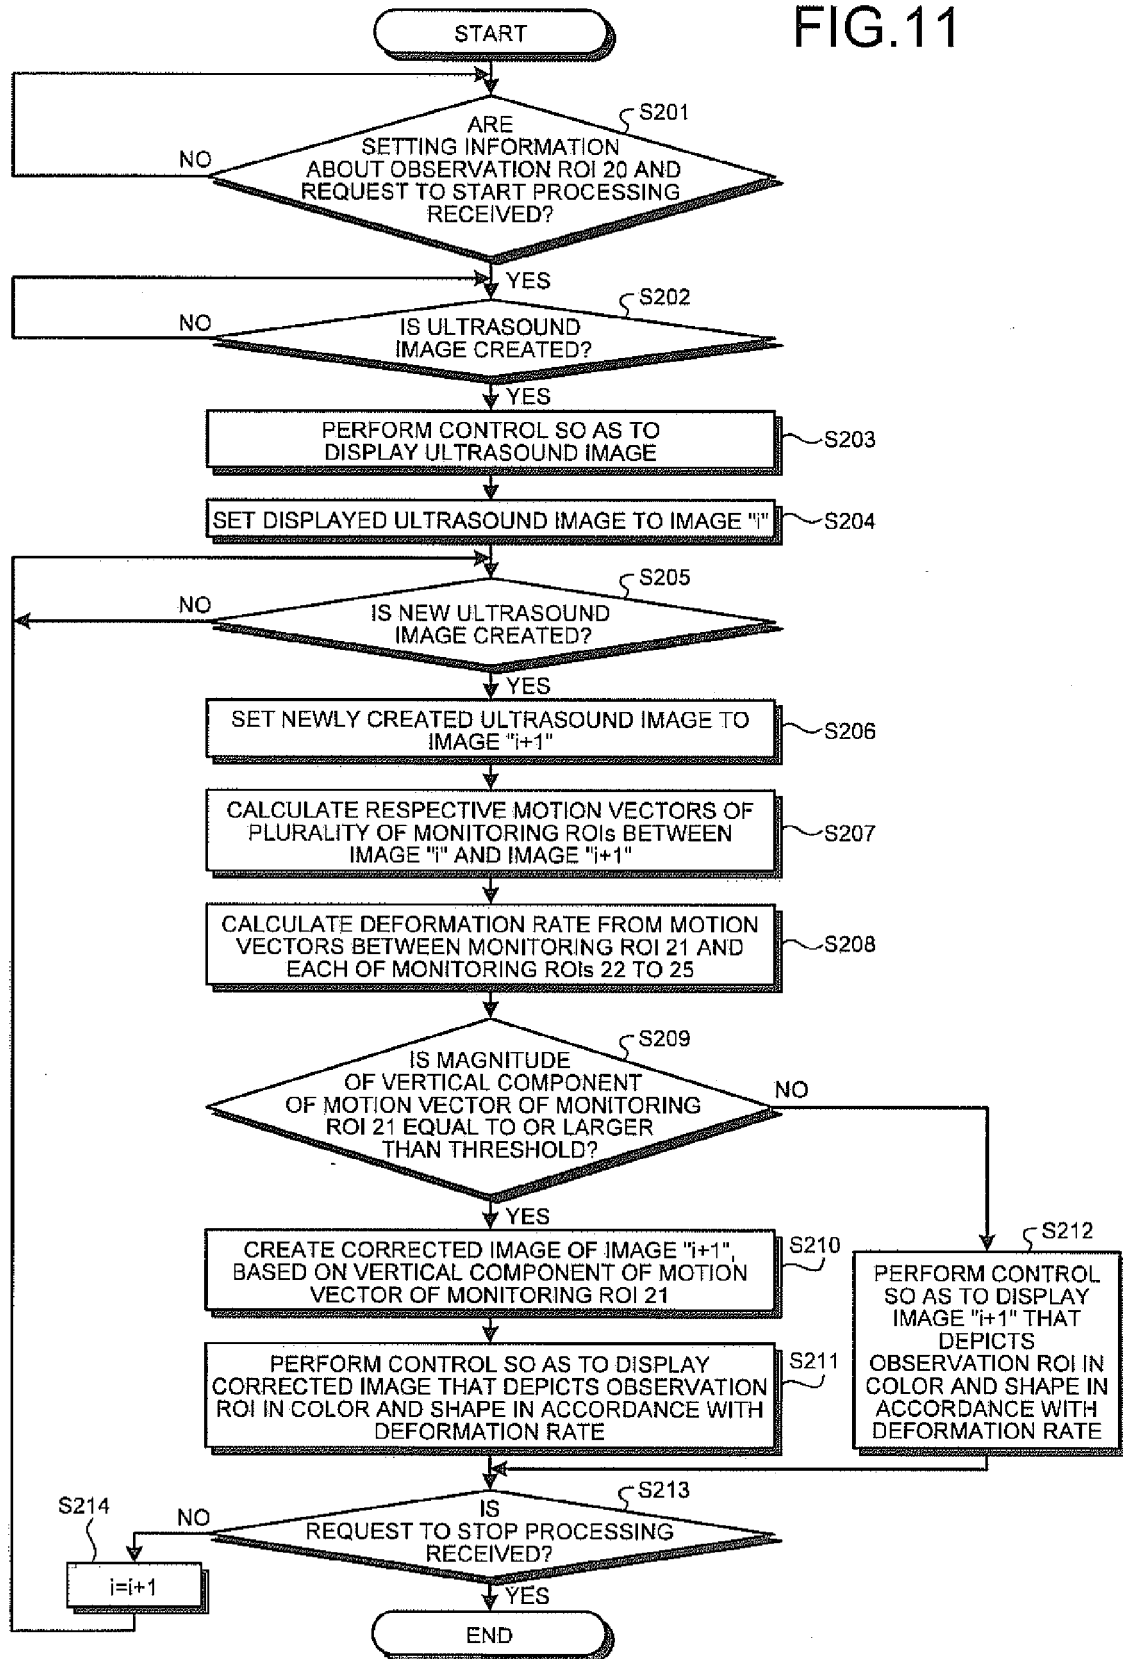 FIG.11
START
S201
ARE
SETTING INFORMATION
ABOUT OBSERVATION ROI 20 AND
REQUEST TO START PROCESSING
RECEIVED?
NO
YES
S202
IS ULTRASOUND
IMAGE CREATED?
NO
YES
PERFORM CONTROL SO AS TO
DISPLAY ULTRASOUND IMAGE
S203
SET DISPLAYED ULTRASOUND IMAGE TO IMAGE "i"
S204
S205
IS NEW ULTRASOUND
IMAGE CREATED?
NO
YES
SET NEWLY CREATED ULTRASOUND IMAGE TO
IMAGE "i+1"
S206
CALCULATE RESPECTIVE MOTION VECTORS OF
PLURALITY OF MONITORING ROIs BETWEEN
IMAGE "i" AND IMAGE "i+1"
S207
CALCULATE DEFORMATION RATE FROM MOTION
VECTORS BETWEEN MONITORING ROI 21 AND
EACH OF MONITORING ROIs 22 TO 25
S208
S209
IS MAGNITUDE
OF VERTICAL COMPONENT
OF MOTION VECTOR OF MONITORING
ROI 21 EQUAL TO OR LARGER
THAN THRESHOLD?
NO
YES
S210
CREATE CORRECTED IMAGE OF IMAGE "i+1",
BASED ON VERTICAL COMPONENT OF MOTION
VECTOR OF MONITORING ROI 21
S211
PERFORM CONTROL SO AS TO DISPLAY
CORRECTED IMAGE THAT DEPICTS OBSERVATION
ROI IN COLOR AND SHAPE IN ACCORDANCE WITH
DEFORMATION RATE
S212
PERFORM CONTROL
SO AS TO DISPLAY
IMAGE "i+1" THAT
DEPICTS
OBSERVATION ROI IN
COLOR AND SHAPE IN
ACCORDANCE WITH
DEFORMATION RATE
S213
IS
REQUEST TO STOP PROCESSING
RECEIVED?
NO
YES
S214
i=i+1
END